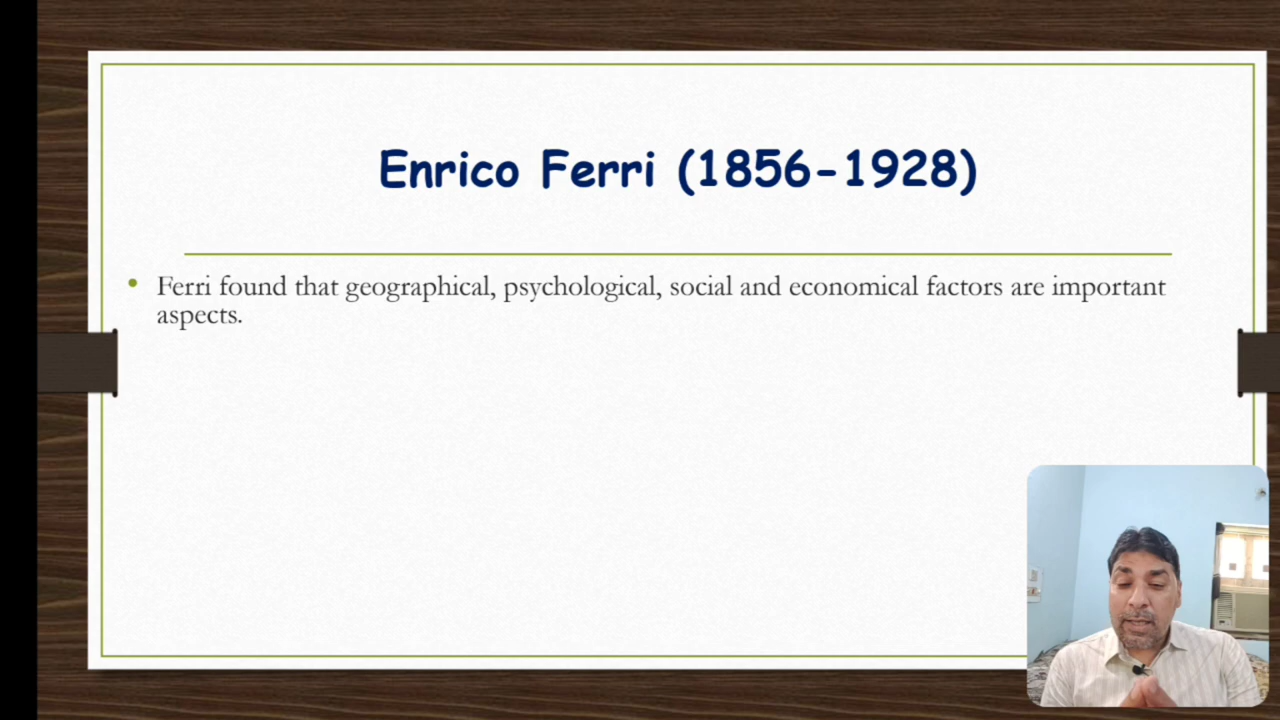 Enrico Ferri (1856-1928)
• Ferri found that geographical, psychological, social and economical factors are important
aspects.